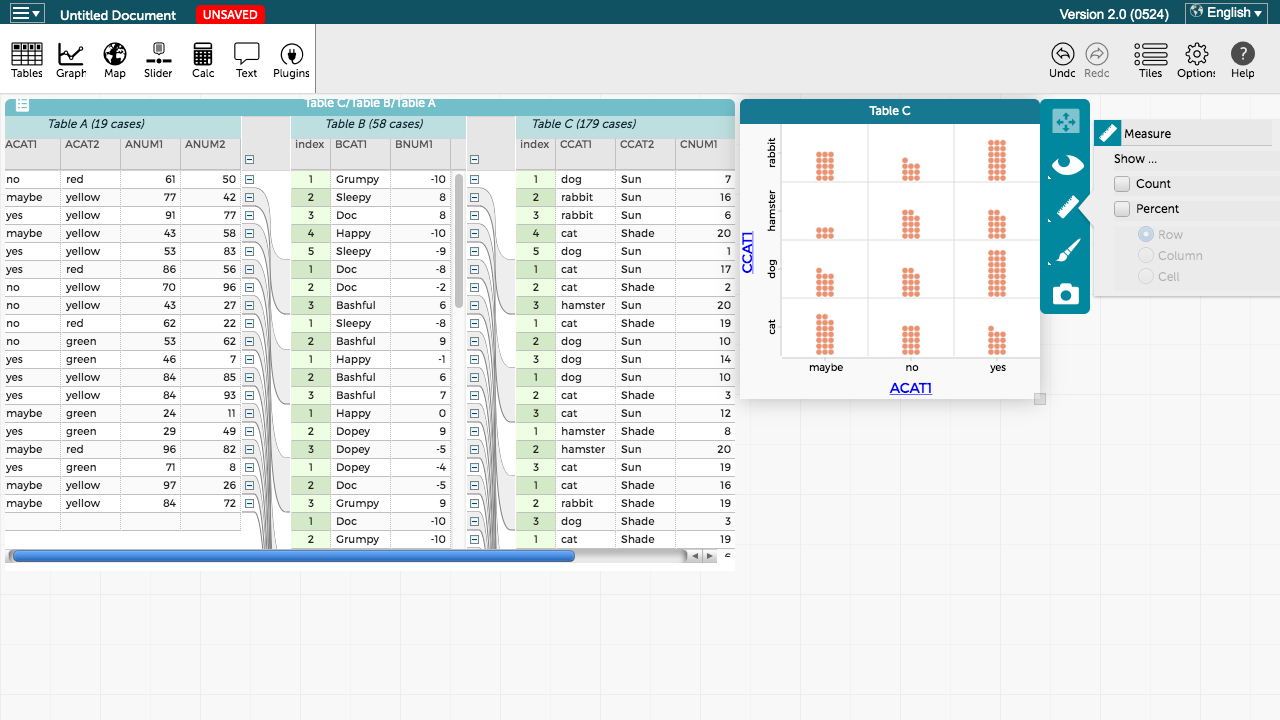 Untitled Document UNSAVED Version 2.0 (0524) English
Tables Graph Map Slider Calc Text Plugins Undo Redo Tiles Options Help
Table C/Table B/Table A
Table A (19 cases) Table B (58 cases) Table C (179 cases)
ACAT1 ACAT2 ANUM1 ANUM2 index BCAT1 BNUM1 index CCAT1 CCAT2 CNUM1
no red 61 50 1 Grumpy -10 1 dog Sun 7
maybe yellow 77 42 2 Sleepy 8 2 rabbit Sun 16
yes yellow 91 77 3 Doc 8 3 rabbit Sun 6
maybe yellow 43 58 4 Happy -10 4 cat Shade 20
yes yellow 53 83 5 Sleepy -9 5 dog Sun 1
yes red 86 56 1 Doc -8 1 cat Sun 17
no yellow 70 96 2 Doc -2 2 cat Shade 2
no yellow 43 27 3 Bashful 6 3 hamster Sun 20
no red 62 22 1 Sleepy -8 1 cat Shade 19
no green 53 62 2 Bashful 9 2 dog Sun 10
yes green 46 7 1 Happy -1 3 dog Sun 14
yes yellow 84 85 2 Bashful 6 1 dog Sun 10
yes yellow 84 93 3 Bashful 7 2 cat Shade 3
maybe green 24 11 1 Happy 0 3 cat Sun 12
yes green 29 49 2 Dopey 9 1 hamster Shade 8
maybe red 96 82 3 Dopey -5 2 hamster Sun 20
yes green 71 8 1 Dopey -4 3 cat Sun 19
maybe yellow 97 26 2 Doc -5 1 cat Shade 16
maybe yellow 84 72 3 Grumpy 9 2 rabbit Shade 19
1 Doc -10 3 dog Shade 3
2 Grumpy -10 1 cat Shade 19
Table C
rabbit
hamster
dog
cat
CCAT1
maybe no yes
ACAT1
Measure
Show ...
Count
Percent
Row
Column
Cell